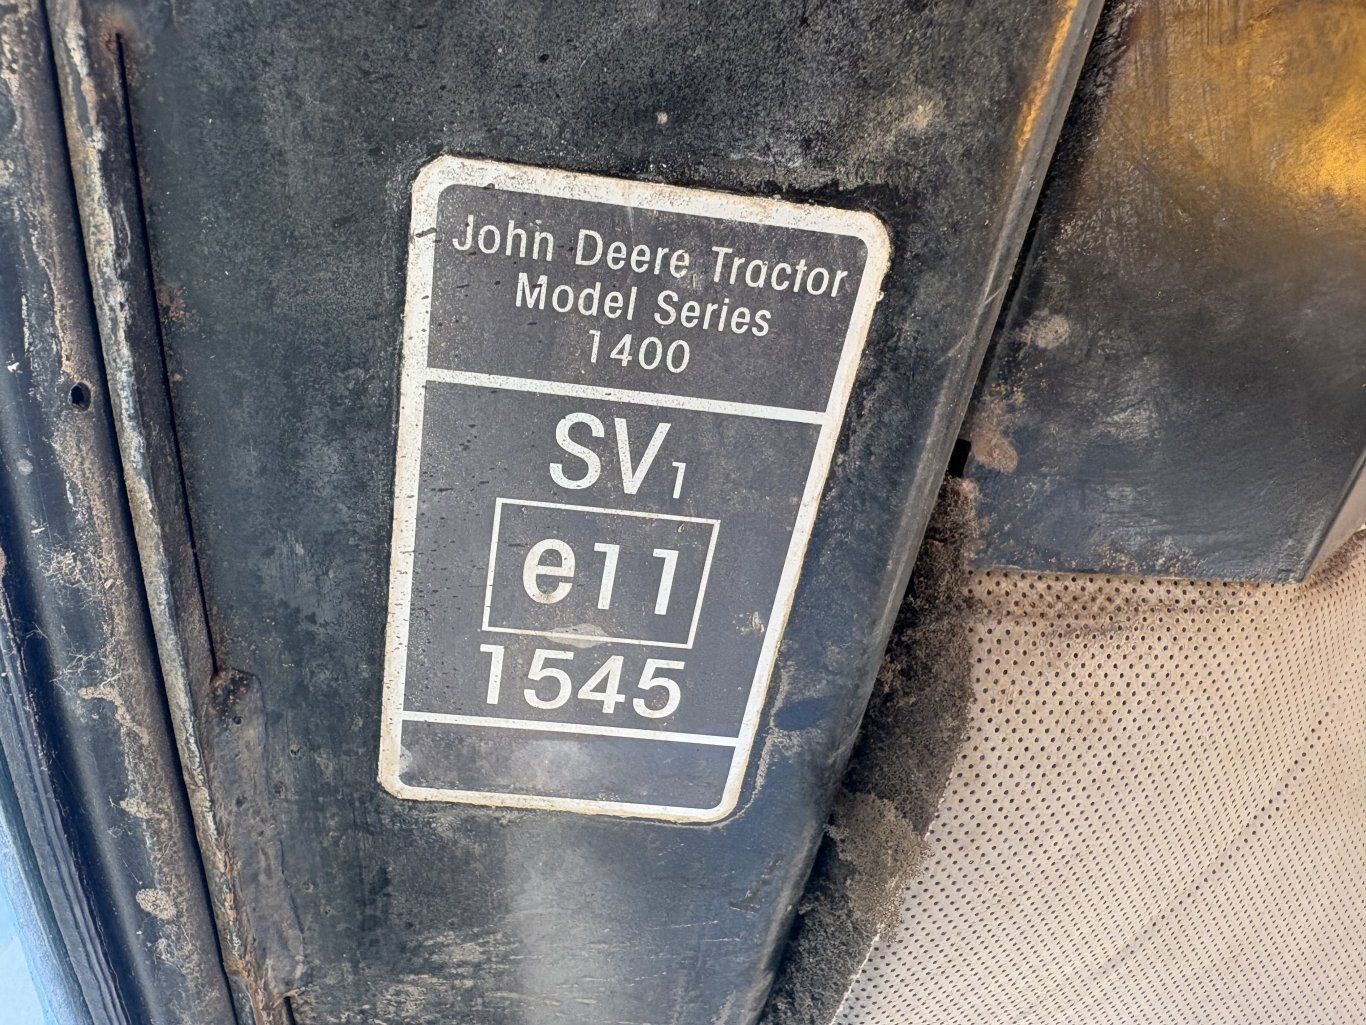 John Deere Tractor
Model Series
1400
SV1
e11
1545